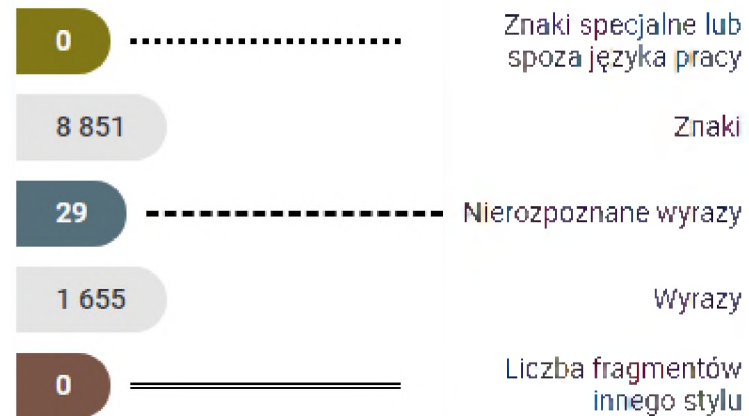 0
Znaki specjalne lub
spoza języka pracy
8 851
Znaki
29
Nierozpoznane wyrazy
1 655
Wyrazy
0
Liczba fragmentów
innego stylu